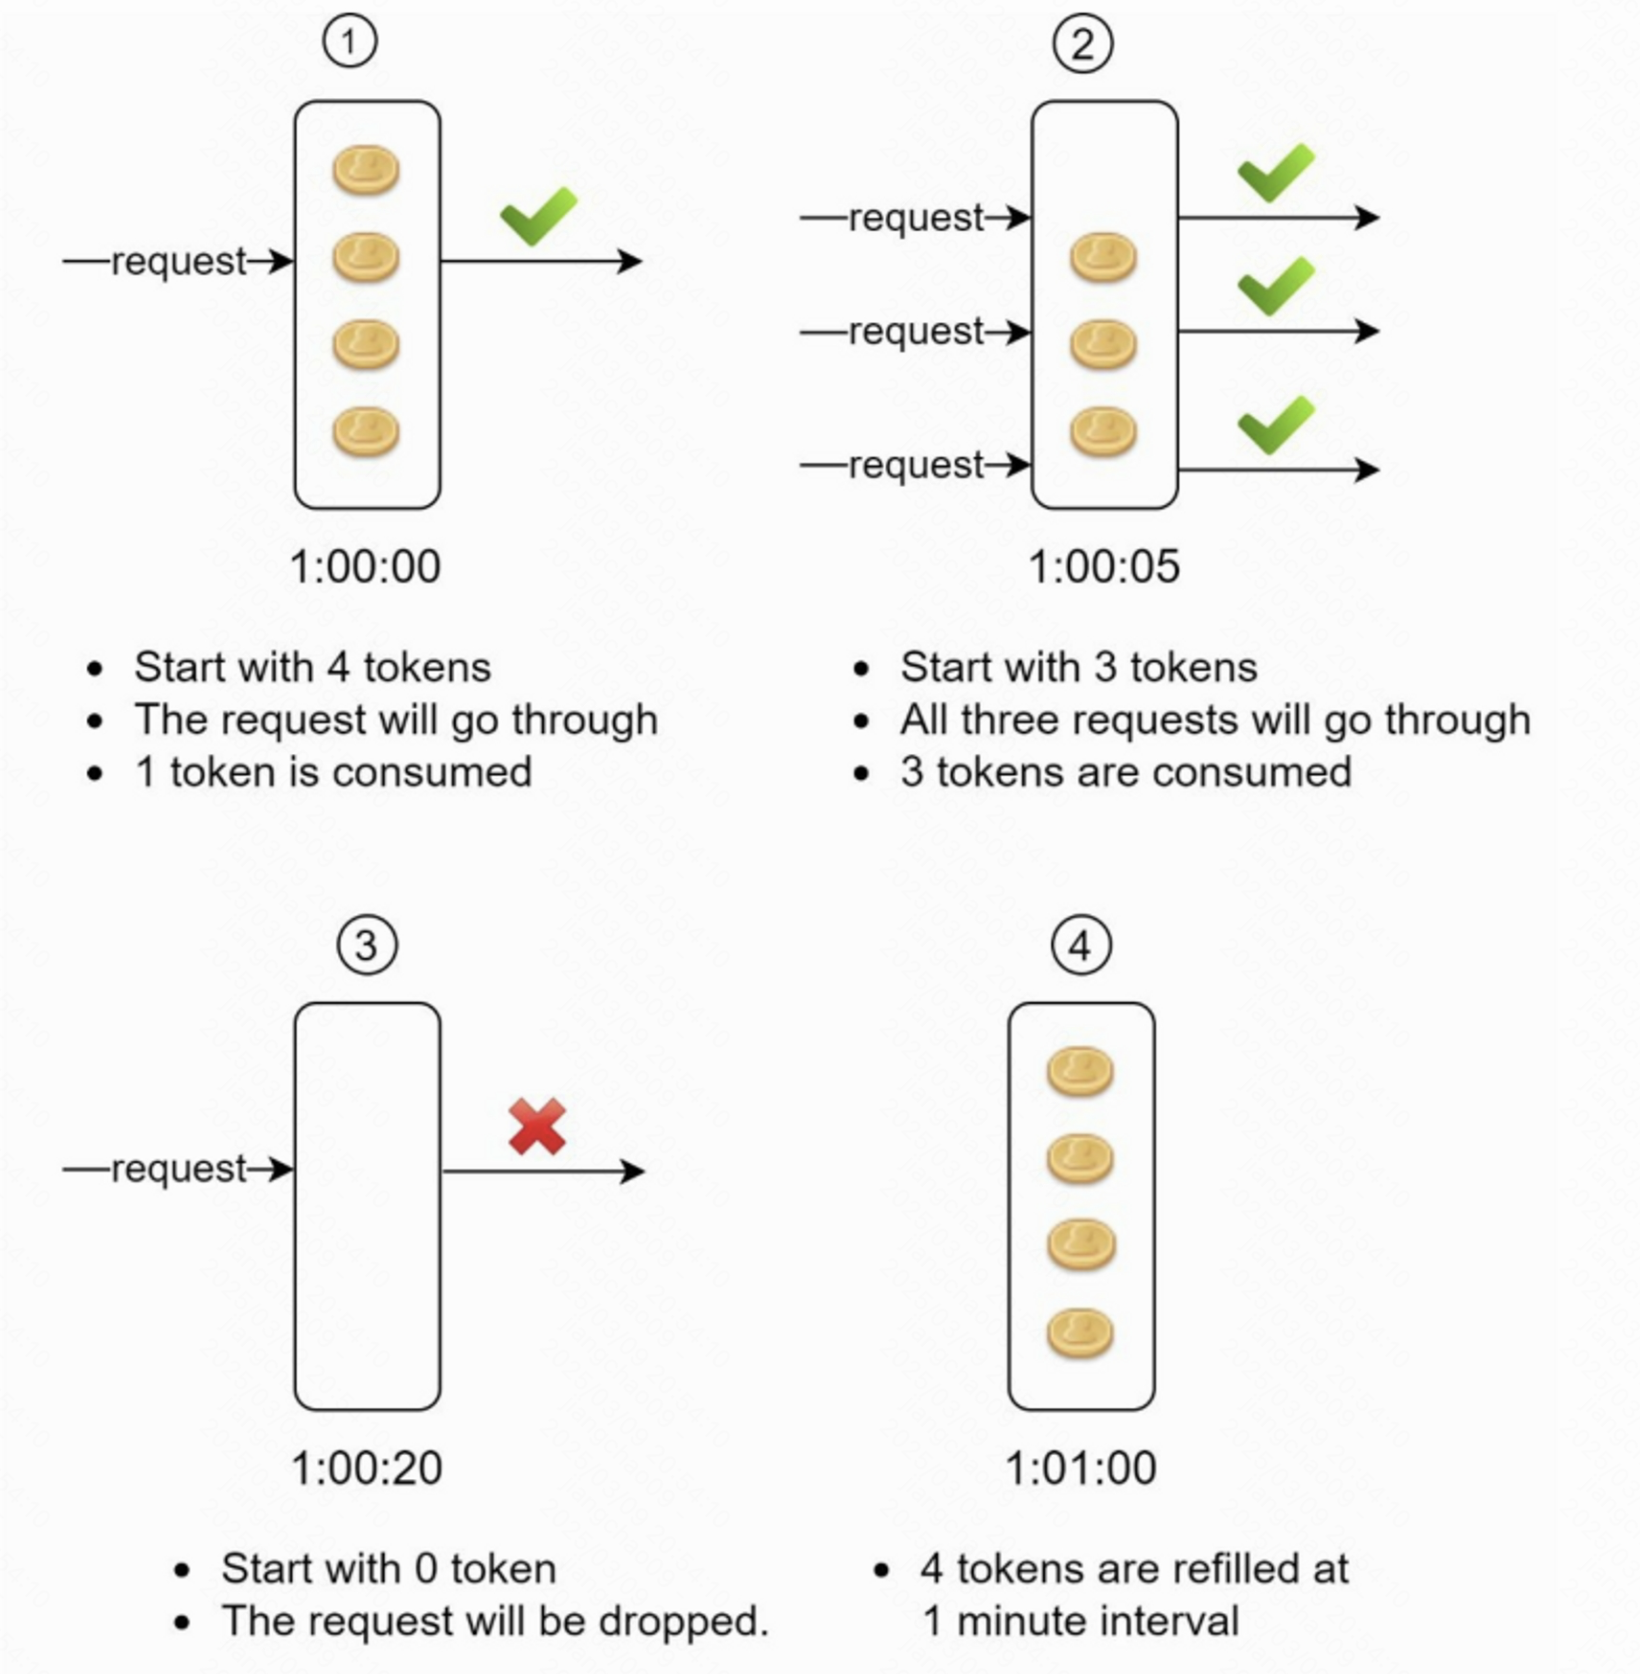 ①
②
request
request
request
request
1:00:00
1:00:05
• Start with 4 tokens
• The request will go through
• 1 token is consumed
• Start with 3 tokens
• All three requests will go through
• 3 tokens are consumed
③
④
request
1:00:20
1:01:00
• Start with 0 token
• The request will be dropped.
• 4 tokens are refilled at
1 minute interval